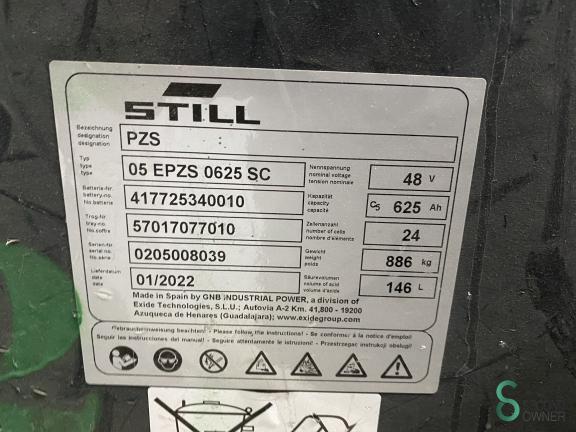 STILL
Bezeichnung
designation
designation
PZS
Typ
type
type
05 EPZS 0625 SC
Nennspannung
nominal voltage
tension nominale
48 V
Batterie-Nr.
battery-no.
No. batterie
417725340010
Kapazität
capacity
capacité
C5 625 Ah
Trog-Nr.
tray-no.
No. coffre
57017077010
Zellenanzahl
number of cells
nombre d'éléments
24
Serien-Nr.
serial no.
No. série
0205008039
Gewicht
weight
poids
886 kg
Lieferdatum
date
date
01/2022
Säurevolumen
volume of acid
volume d'acide
146 L
Made in Spain by GNB INDUSTRIAL POWER, a division of
Exide Technologies, S.L.U.; Autovia A-2 Km. 41,800 - 19200
Azuqueca de Henares (Guadalajara); www.exidegroup.com
Gebrauchsanweisung beachten! - Please follow the instructions! - Se conformer à la notice d'emploi!
Seguir las instrucciones del manual! - Seguire attentamente le istruzioni! - Przestrzegac instrukcji obslugi!
OWNER